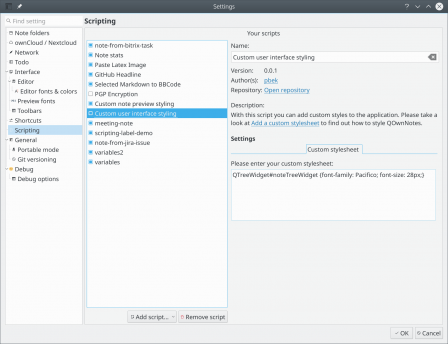 Settings
Find setting
Note folders
ownCloud / Nextcloud
Network
Todo
Interface
Editor
Editor fonts & colors
Preview fonts
Toolbars
Shortcuts
Scripting
General
Portable mode
Git versioning
Debug
Debug options
Scripting
note-from-bitrix-task
Note stats
Paste Latex Image
GitHub Headline
Selected Markdown to BBCode
PGP Encryption
Custom note preview styling
Custom user interface styling
meeting-note
scripting-label-demo
note-from-jira-issue
variables2
variables
Add script...
Remove script
Your scripts
Name:
Custom user interface styling
Version: 0.0.1
Author(s): pbek
Repository: Open repository
Description:
With this script you can add custom styles to the application. Please take a
look at Add a custom stylesheet to find out how to style QOwnNotes.
Settings
Custom stylesheet
Please enter your custom stylesheet:
QTreeWidget#noteTreeWidget {font-family: Pacifico; font-size: 28px;}
OK
Cancel